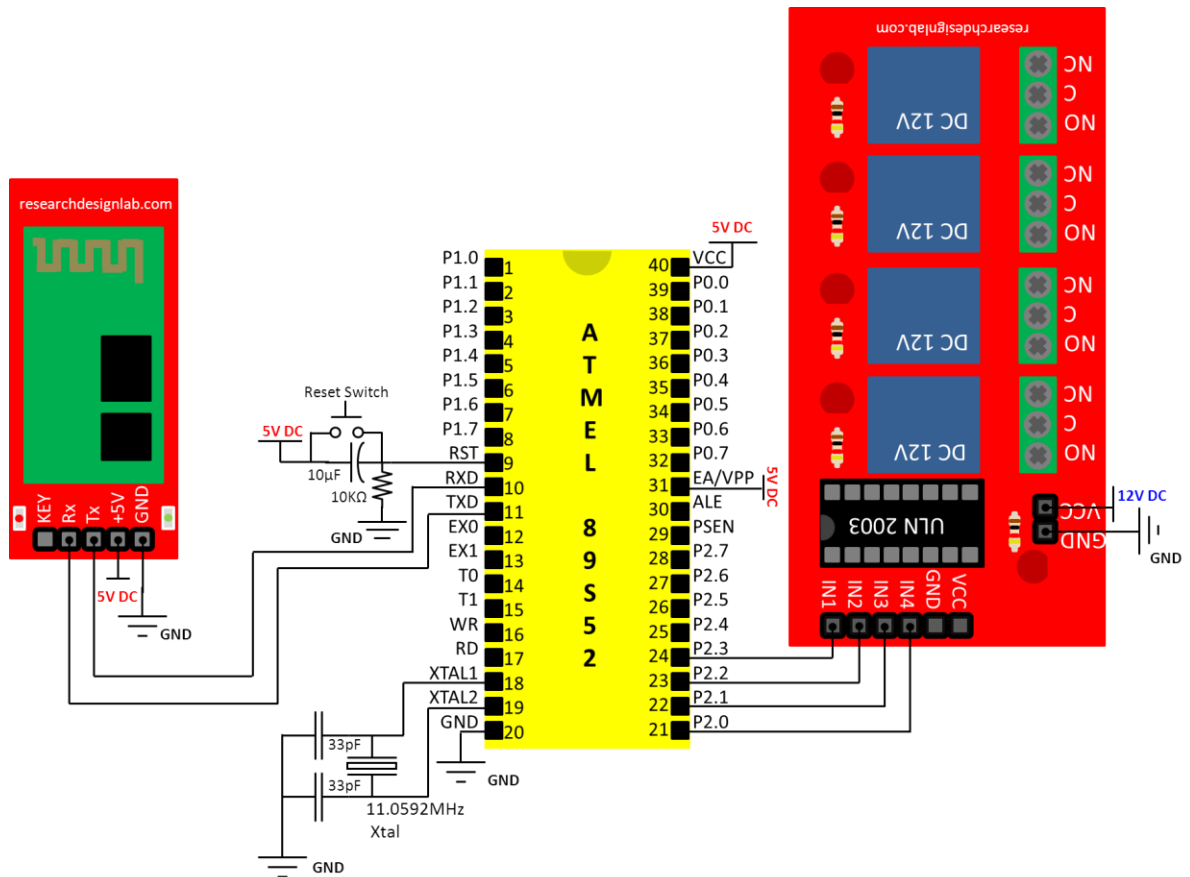 researchdesignlab.com
KEY
Rx
Tx
+5V
GND
5V DC
GND
Reset Switch
5V DC
10µF
10KΩ
GND
P1.0
P1.1
P1.2
P1.3
P1.4
P1.5
P1.6
P1.7
RST
RXD
TXD
EX0
EX1
T0
T1
WR
RD
XTAL1
XTAL2
GND
1
2
3
4
5
6
7
8
9
10
11
12
13
14
15
16
17
18
19
20
ATMEL 89S52
40
39
38
37
36
35
34
33
32
31
30
29
28
27
26
25
24
23
22
21
5V DC
VCC
P0.0
P0.1
P0.2
P0.3
P0.4
P0.5
P0.6
P0.7
EA/VPP
ALE
PSEN
P2.7
P2.6
P2.5
P2.4
P2.3
P2.2
P2.1
P2.0
5V DC
GND
33pF
33pF
11.0592MHz
Xtal
GND
researchdesignlab.com
DC 12V
NC
C
NO
DC 12V
NC
C
NO
DC 12V
NC
C
NO
DC 12V
NC
C
NO
ULN 2003
VCC
GND
12V DC
GND
IN1
IN2
IN3
IN4
GND
VCC